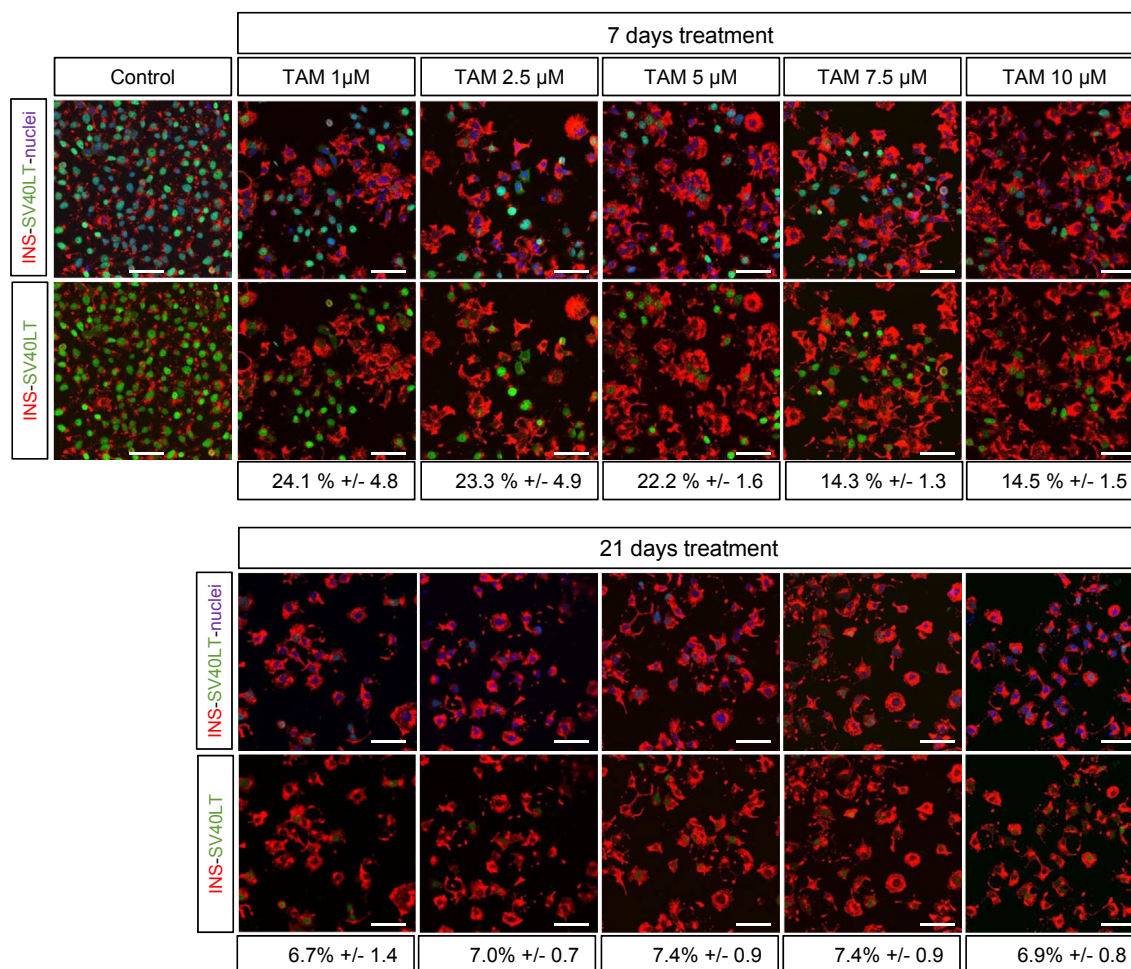 7 days treatment
Control
TAM 1µM
TAM 2.5 µM
TAM 5 µM
TAM 7.5 µM
TAM 10 µM
INS-SV40LT-nuclei
INS-SV40LT
24.1 % +/- 4.8
23.3 % +/- 4.9
22.2 % +/- 1.6
14.3 % +/- 1.3
14.5 % +/- 1.5
21 days treatment
INS-SV40LT-nuclei
INS-SV40LT
6.7% +/- 1.4
7.0% +/- 0.7
7.4% +/- 0.9
7.4% +/- 0.9
6.9% +/- 0.8